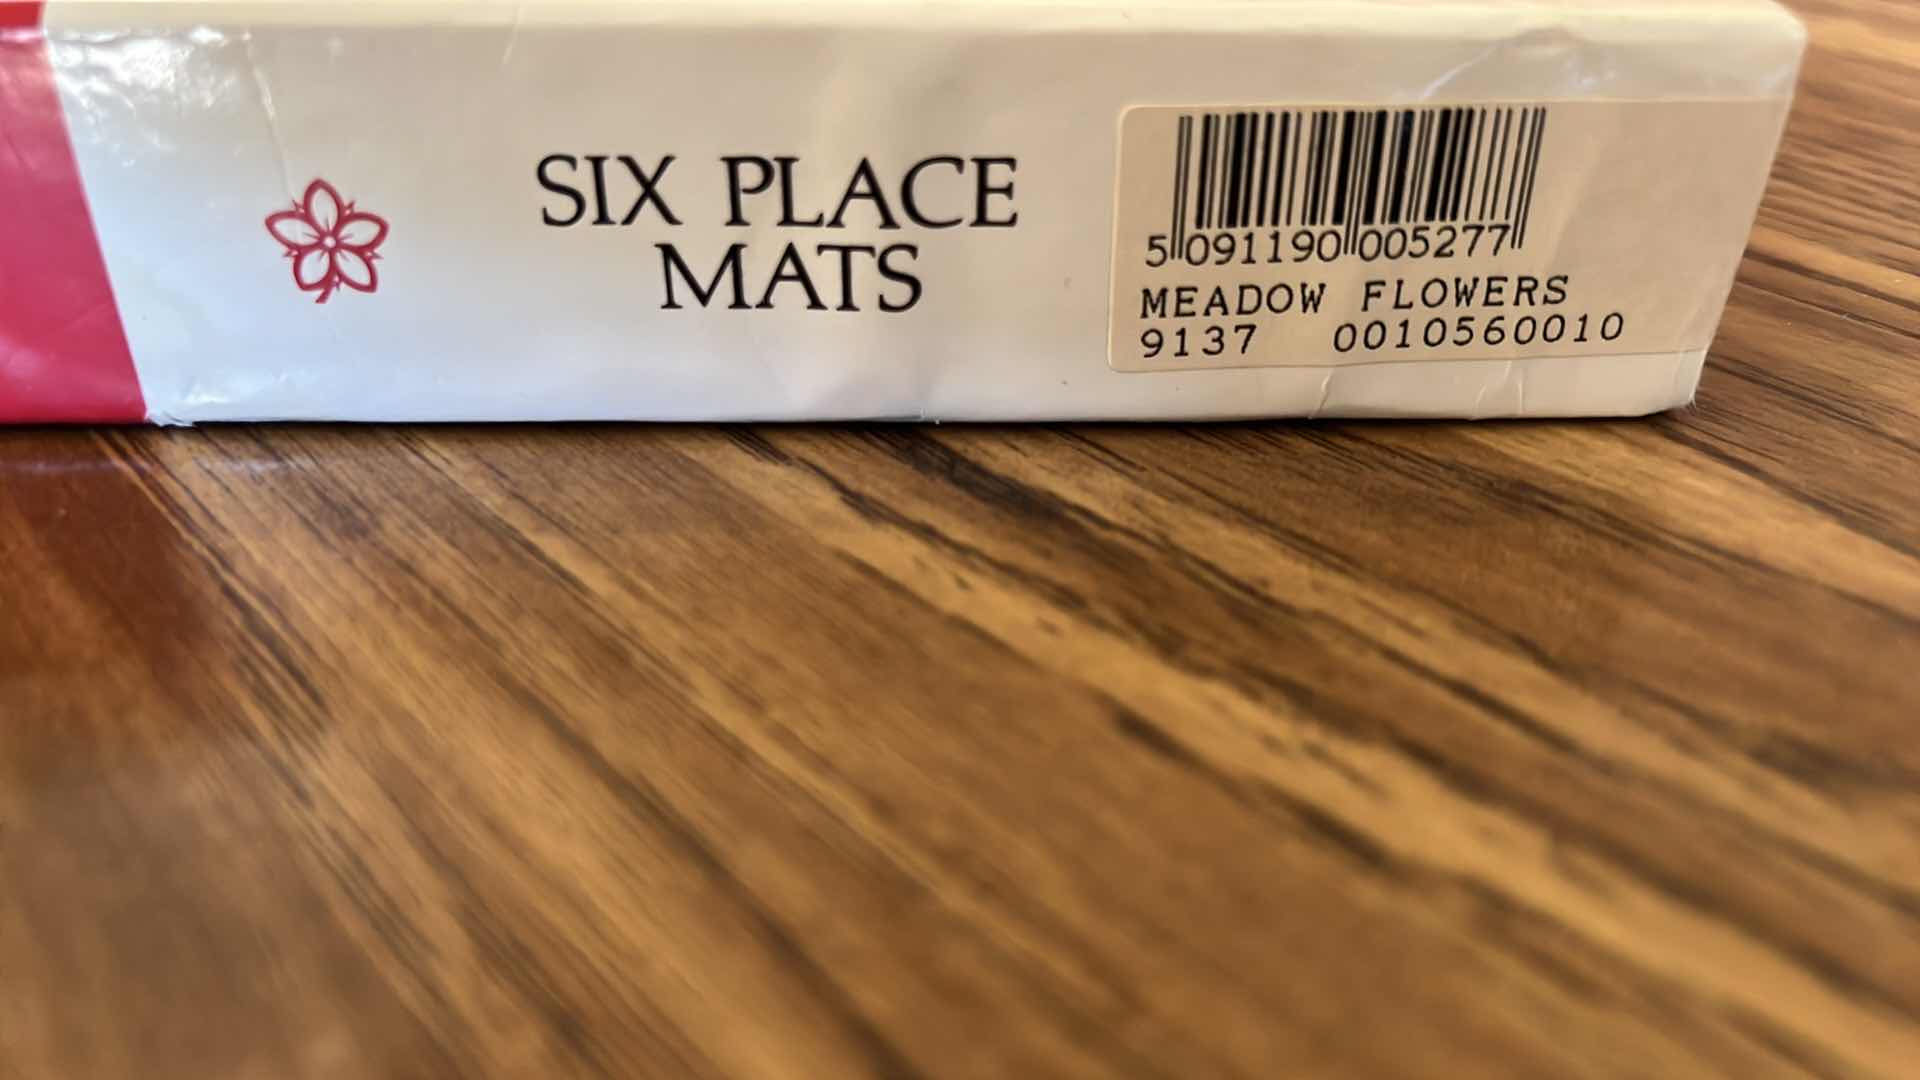 SIX PLACE
MATS
5 091190 005277
MEADOW FLOWERS
9137 0010560010